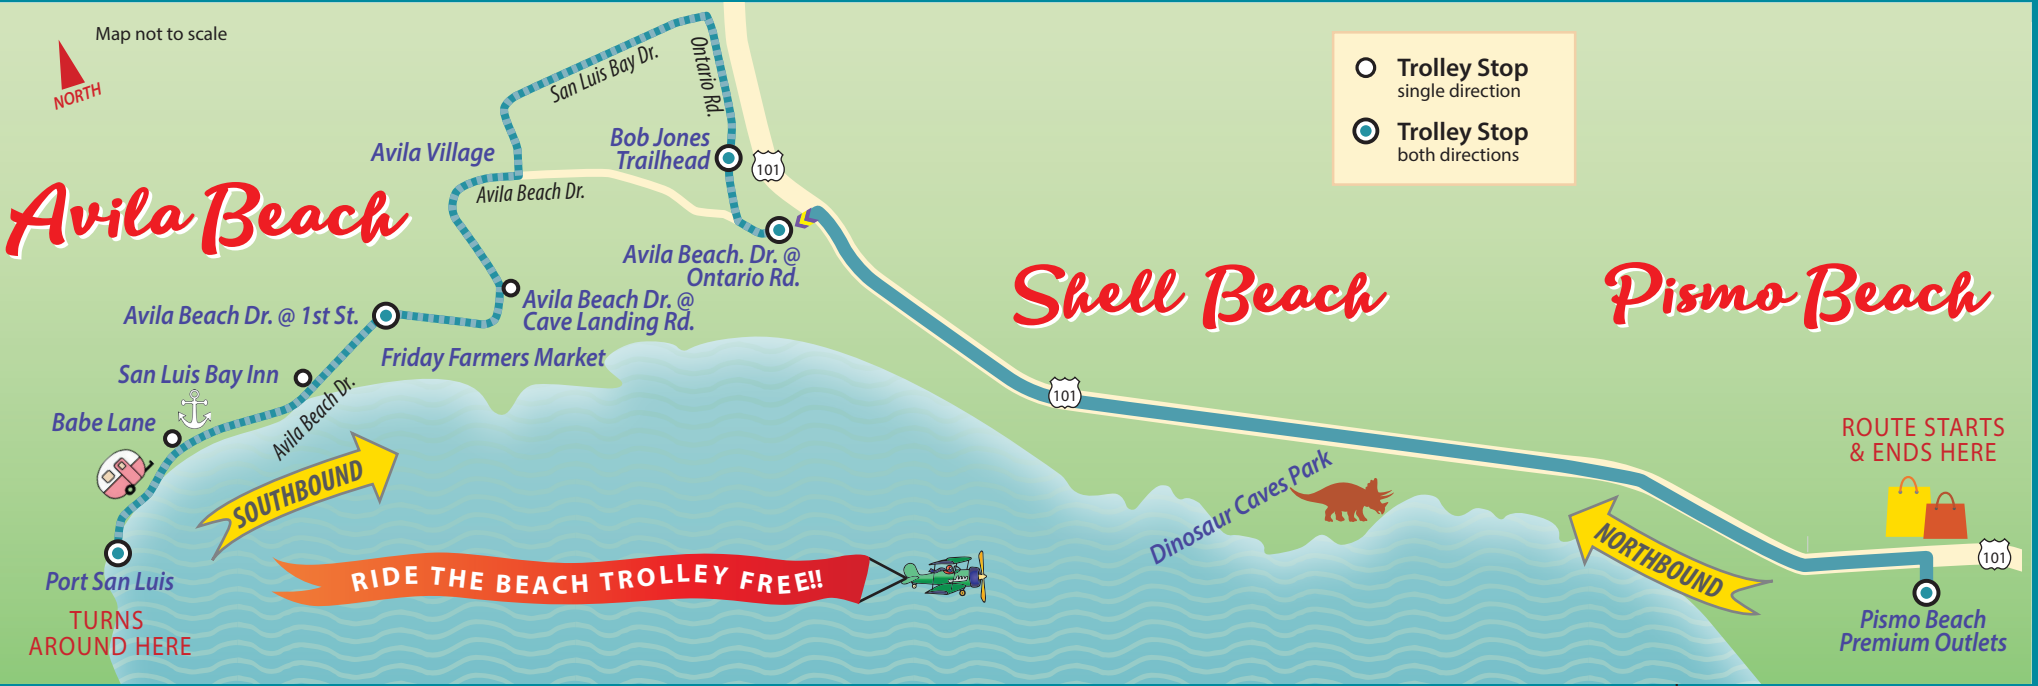 Map not to scale
NORTH
San Luis Bay Dr.
Ontario Rd.
Trolley Stop
single direction
Trolley Stop
both directions
Avila Village
Bob Jones
Trailhead
101
Avila Beach Dr.
Avila Beach
Avila Beach. Dr. @
Ontario Rd.
Shell Beach
Pismo Beach
Avila Beach Dr. @
Cave Landing Rd.
Avila Beach Dr. @ 1st St.
Friday Farmers Market
San Luis Bay Inn
Avila Beach Dr.
101
Babe Lane
SOUTHBOUND
ROUTE STARTS
& ENDS HERE
Dinosaur Caves Park
NORTHBOUND
101
Port San Luis
TURNS
AROUND HERE
RIDE THE BEACH TROLLEY FREE!!
Pismo Beach
Premium Outlets